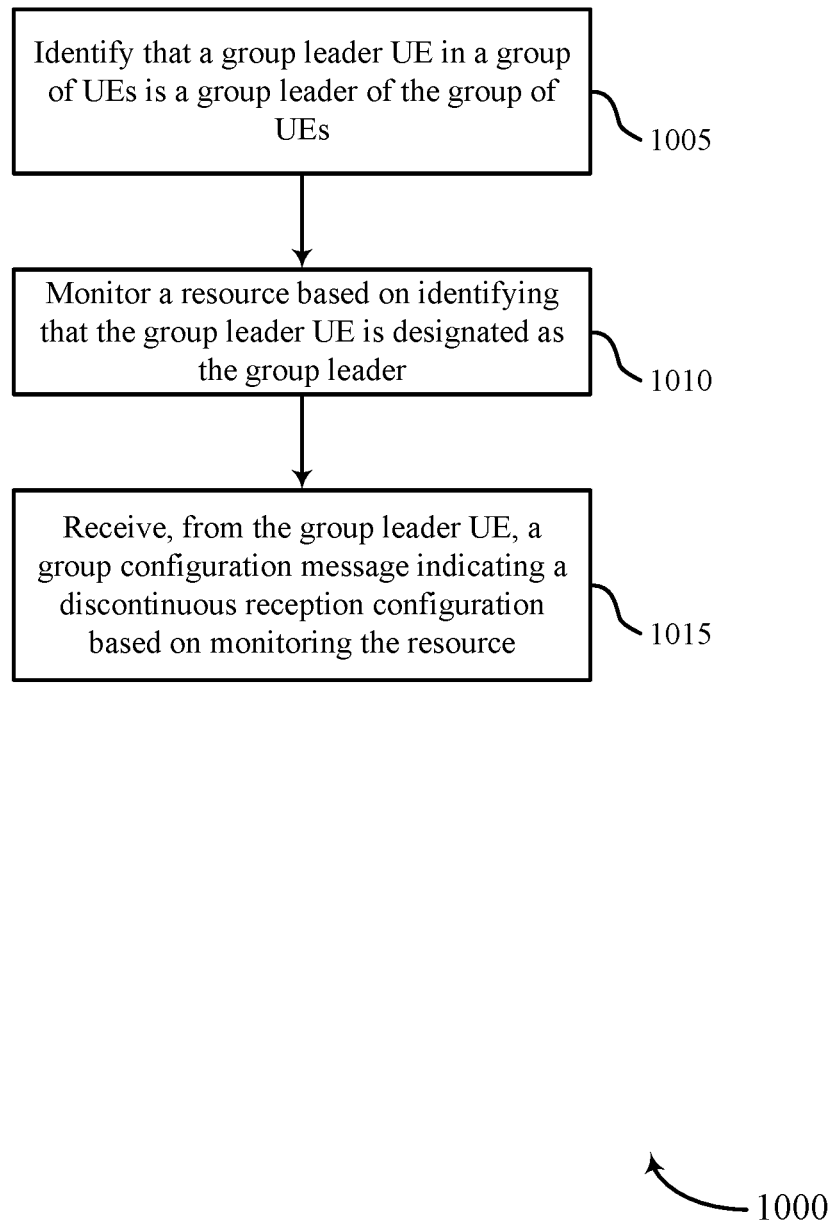 Identify that a group leader UE in a group
of UEs is a group leader of the group of
UEs
1005
Monitor a resource based on identifying
that the group leader UE is designated as
the group leader
1010
Receive, from the group leader UE, a
group configuration message indicating a
discontinuous reception configuration
based on monitoring the resource
1015
1000